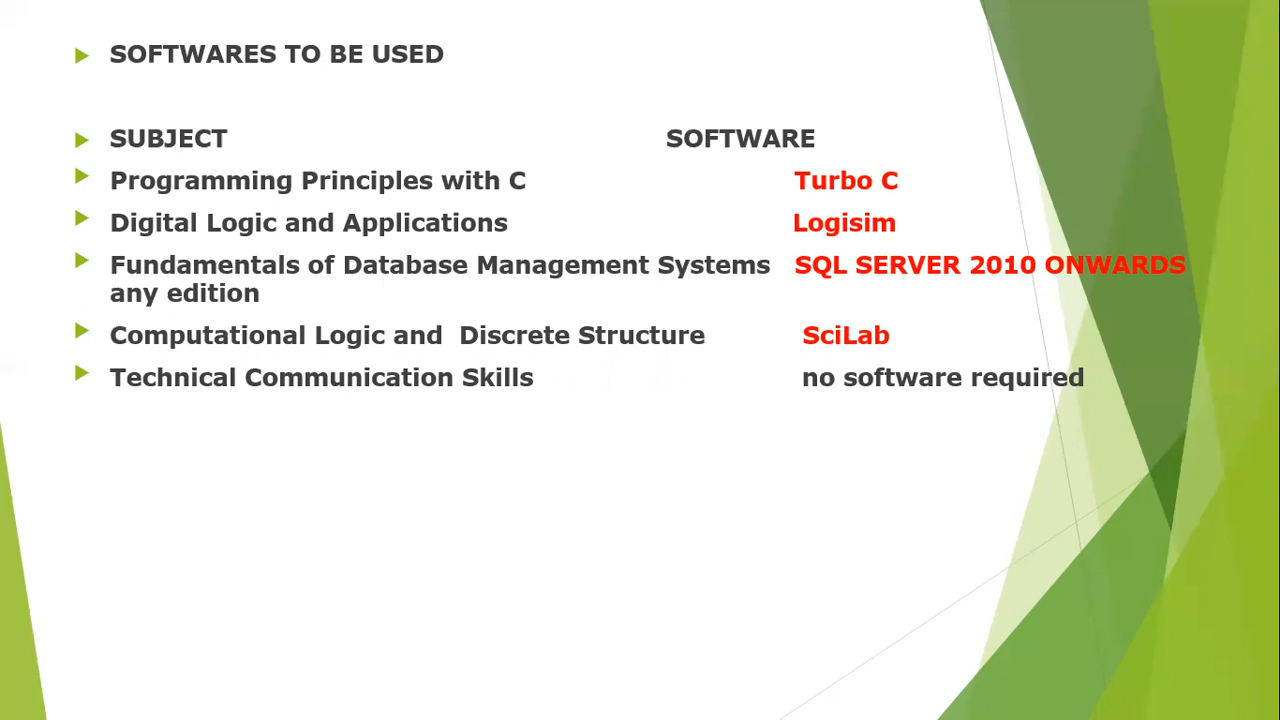 SOFTWARES TO BE USED
SUBJECT SOFTWARE
Programming Principles with C Turbo C
Digital Logic and Applications Logisim
Fundamentals of Database Management Systems SQL SERVER 2010 ONWARDS
any edition
Computational Logic and Discrete Structure SciLab
Technical Communication Skills no software required